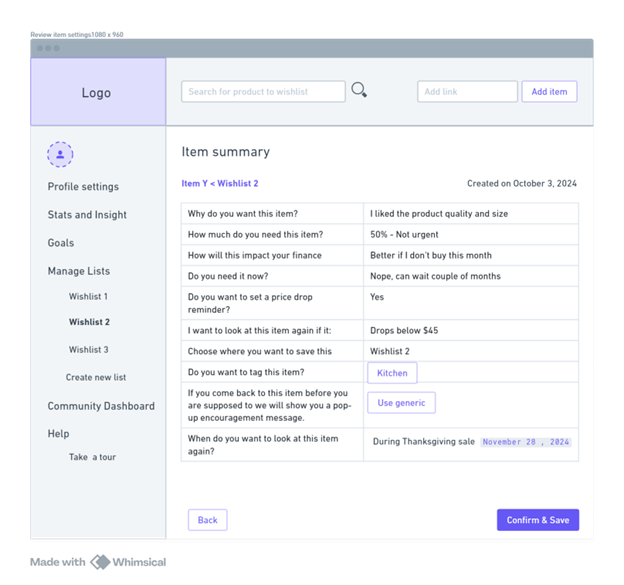 Review item settings1080 x 960
Logo
Search for product to wishlist
Add link
Add item
Profile settings
Stats and Insight
Goals
Manage Lists
Wishlist 1
Wishlist 2
Wishlist 3
Create new list
Community Dashboard
Help
Take a tour
Item summary
Item Y < Wishlist 2
Created on October 3, 2024
Why do you want this item?
I liked the product quality and size
How much do you need this item?
50% - Not urgent
How will this impact your finance
Better if I don't buy this month
Do you need it now?
Nope, can wait couple of months
Do you want to set a price drop
reminder?
Yes
I want to look at this item again if it:
Drops below $45
Choose where you want to save this
Wishlist 2
Do you want to tag this item?
Kitchen
If you come back to this item before you
are supposed to we will show you a pop-
up encouragement message.
Use generic
When do you want to look at this item
again?
During Thanksgiving sale November 28 , 2024
Back
Confirm & Save
Made with Whimsical